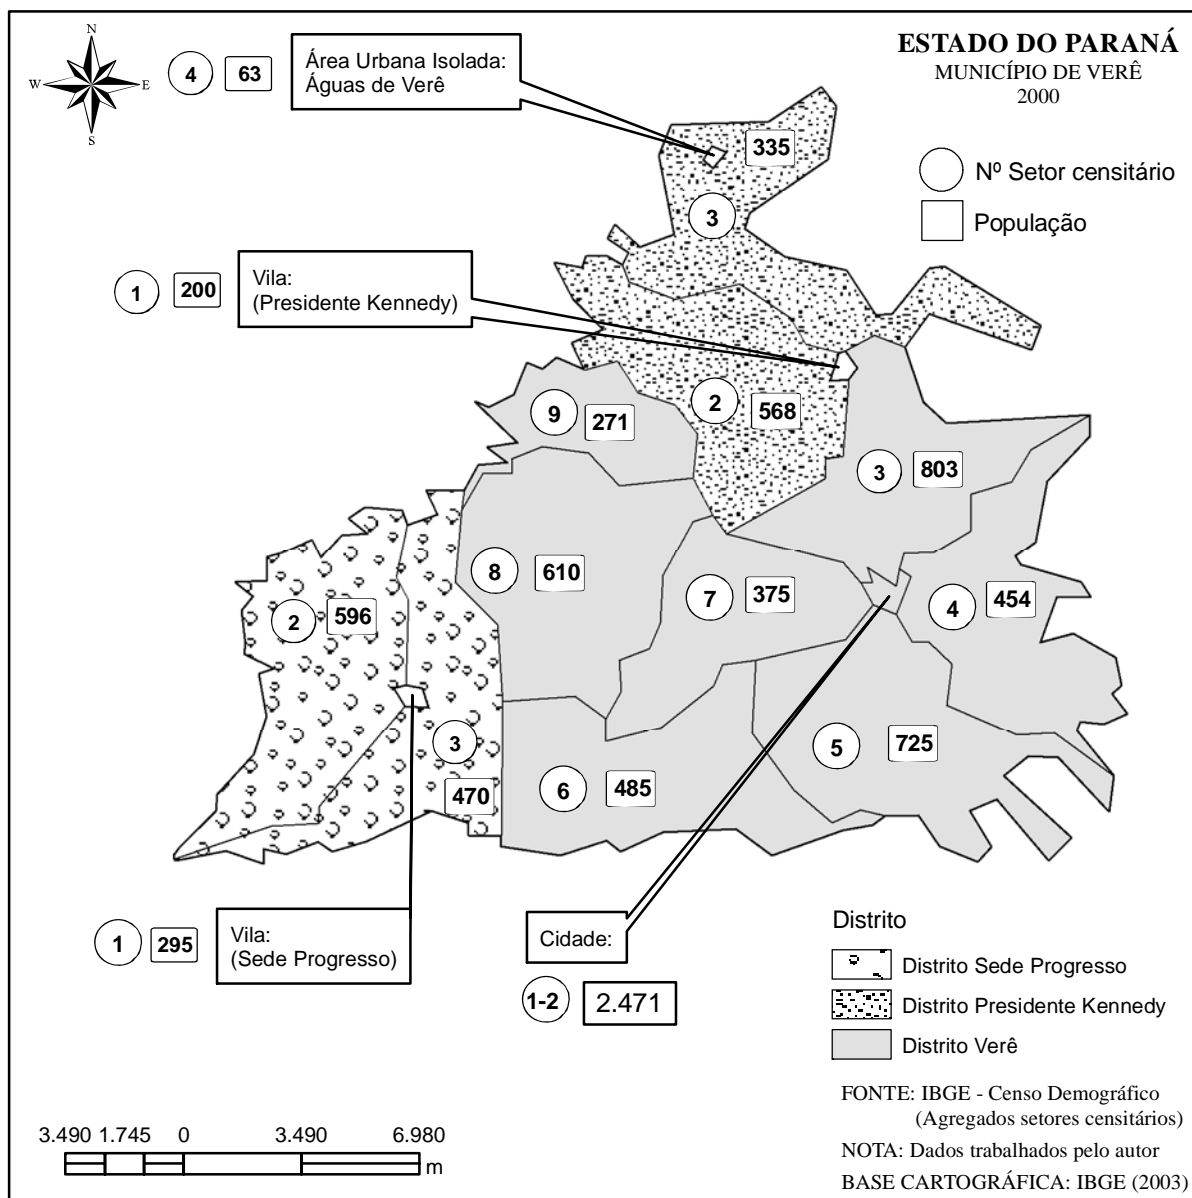 N
W
E
S
4
63
Área Urbana Isolada:
Águas de Verê
ESTADO DO PARANÁ
MUNICÍPIO DE VERÊ
2000
335
Nº Setor censitário
3
População
1
200
Vila:
(Presidente Kennedy)
2
568
9
271
3
803
8
610
7
375
4
454
2
596
3
470
5
725
6
485
1
295
Vila:
(Sede Progresso)
Cidade:
1-2
2.471
Distrito
Distrito Sede Progresso
Distrito Presidente Kennedy
Distrito Verê
FONTE: IBGE - Censo Demográfico
(Agregados setores censitários)
NOTA: Dados trabalhados pelo autor
BASE CARTOGRÁFICA: IBGE (2003)
3.490 1.745 0 3.490 6.980
m